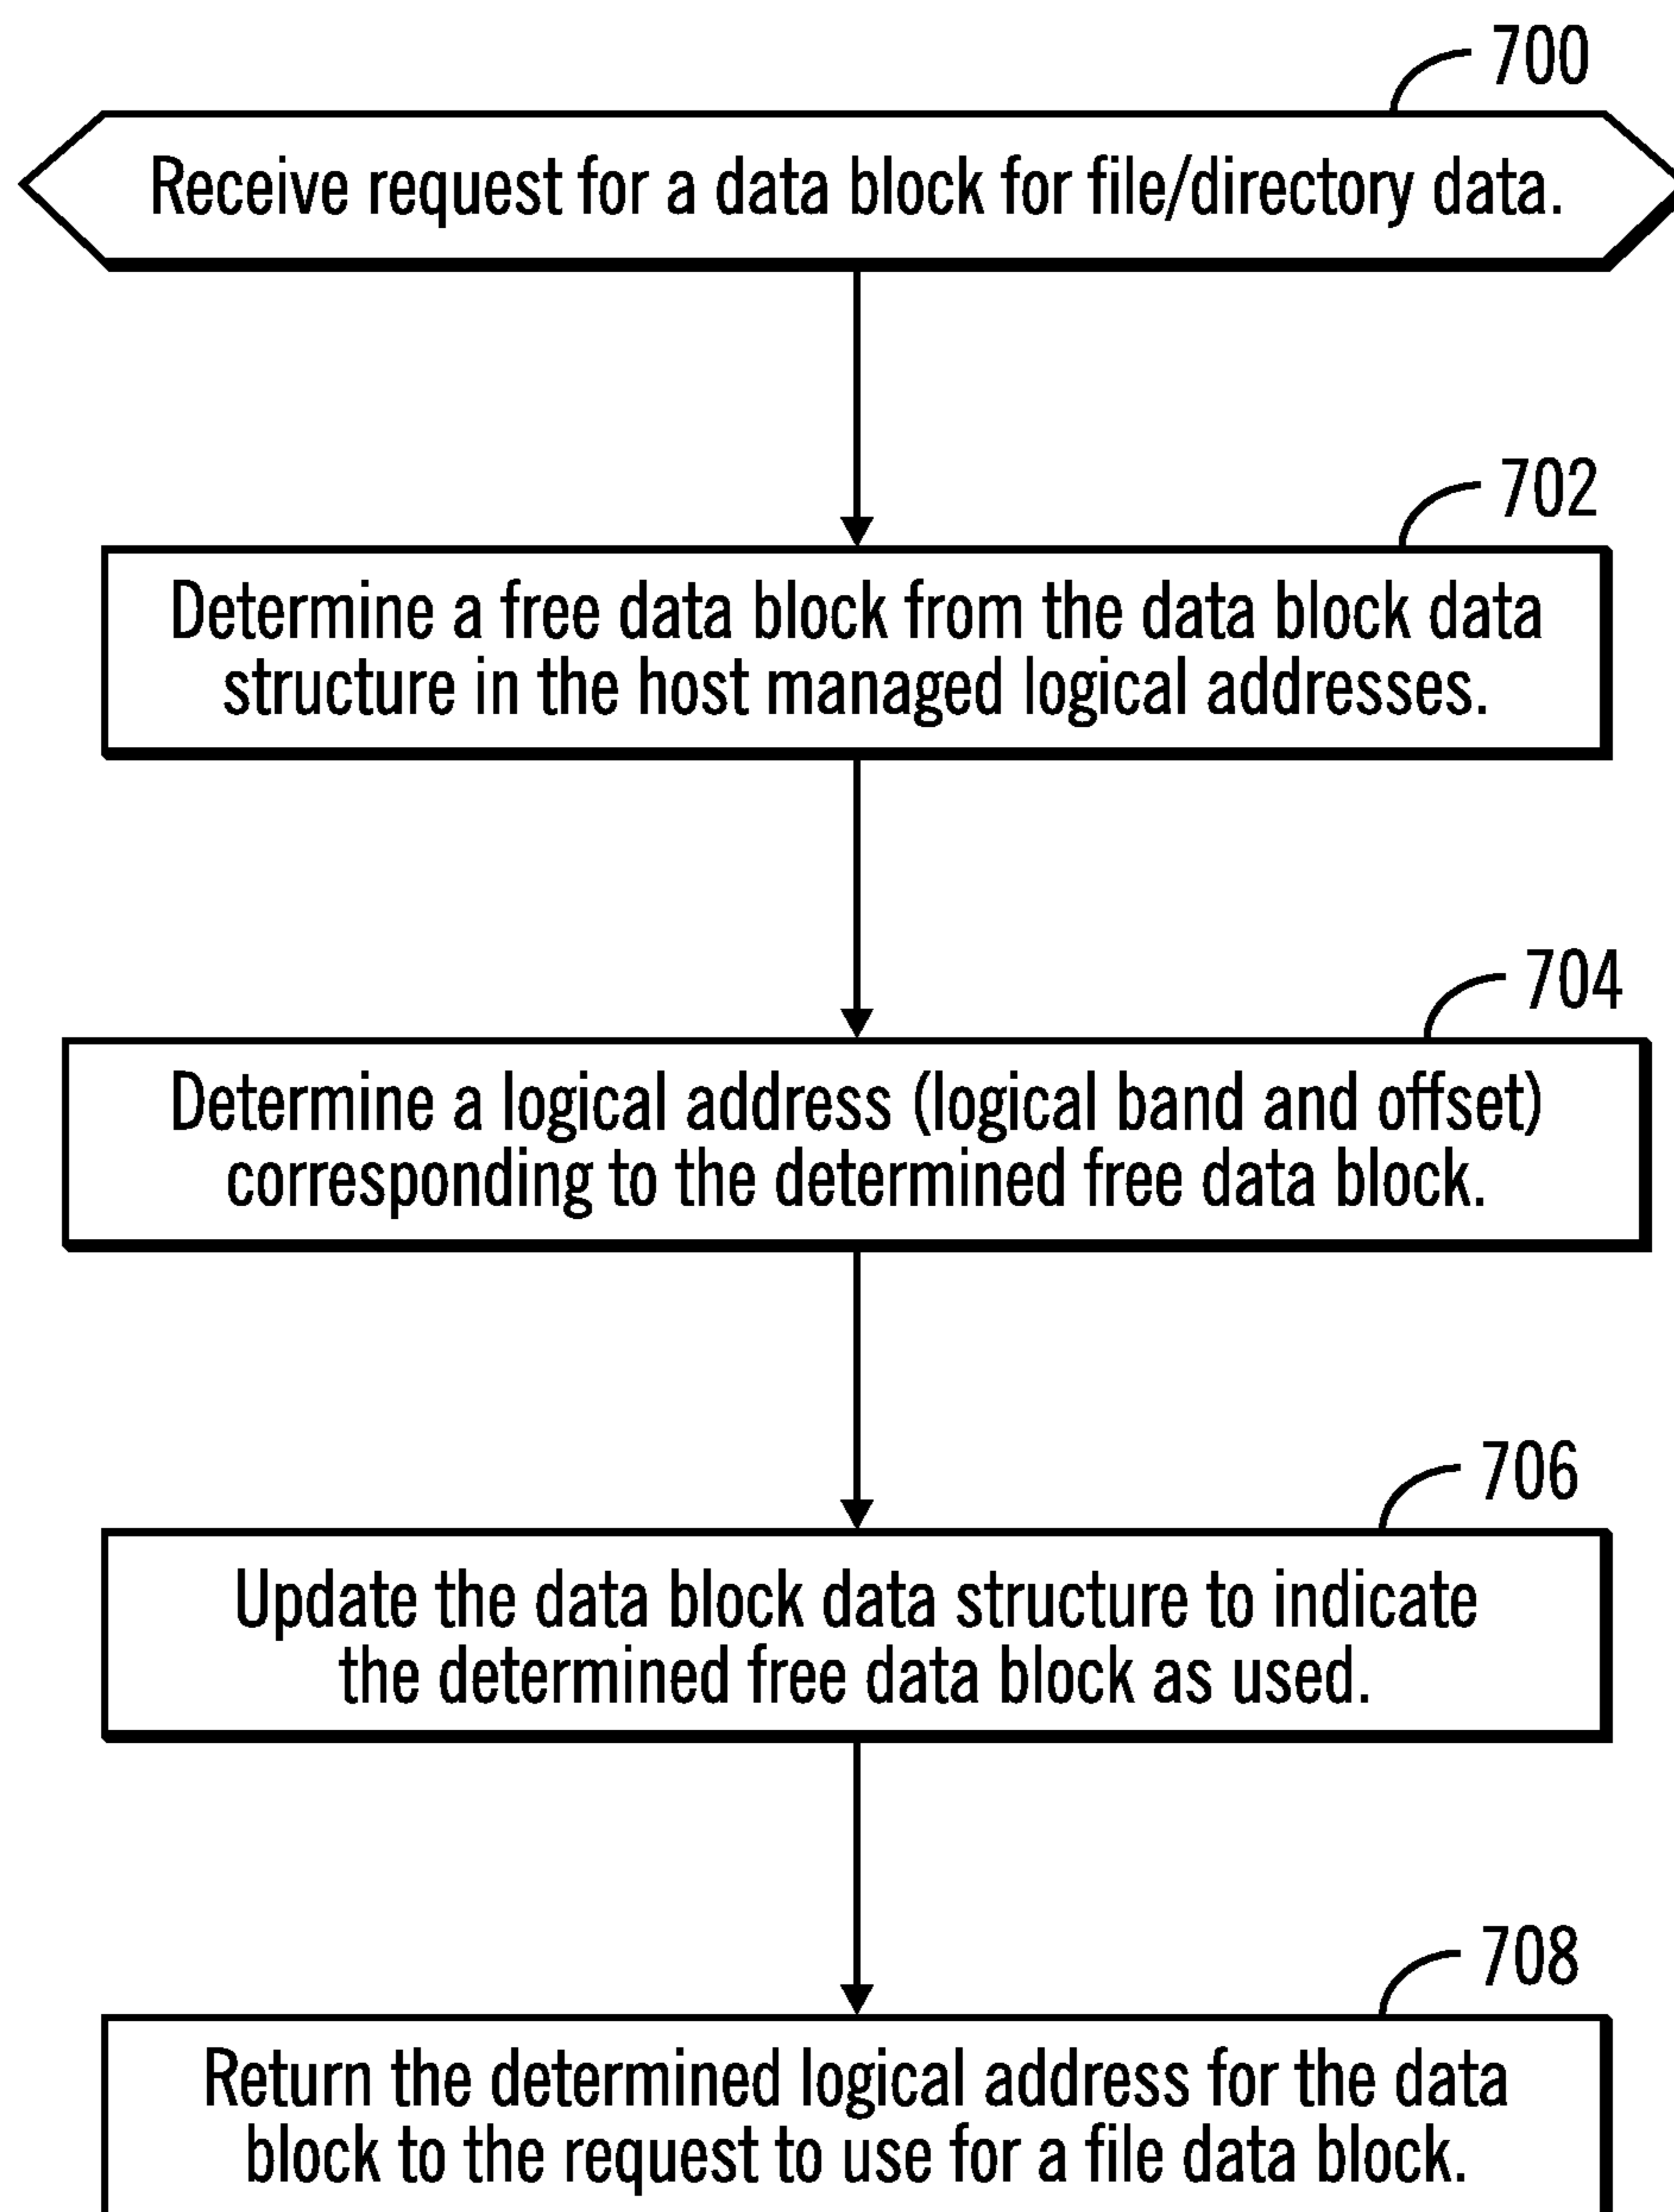 700
Receive request for a data block for file/directory data.
702
Determine a free data block from the data block data
structure in the host managed logical addresses.
704
Determine a logical address (logical band and offset)
corresponding to the determined free data block.
706
Update the data block data structure to indicate
the determined free data block as used.
708
Return the determined logical address for the data
block to the request to use for a file data block.